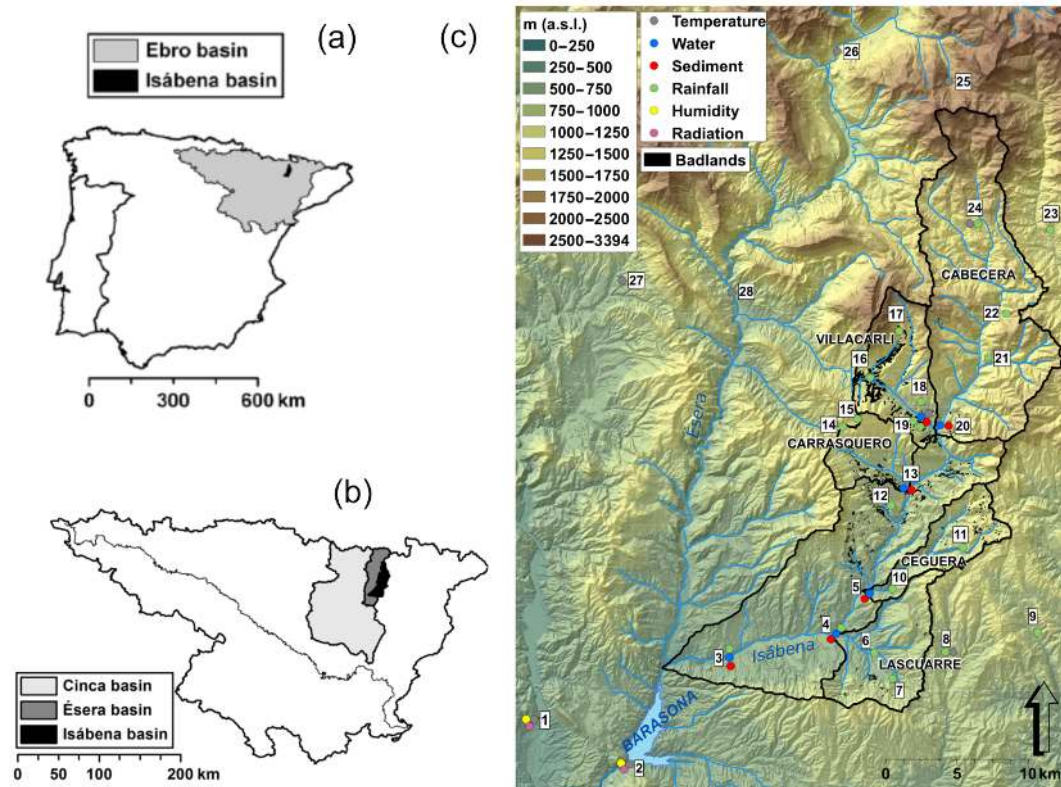 (a)
Ebro basin
Isábena basin
0 300 600 km
(b)
Cinca basin
Ésera basin
Isábena basin
0 50 100 200 km
(c)
m (a.s.l.)
0–250
250–500
500–750
750–1000
1000–1250
1250–1500
1500–1750
1750–2000
2000–2500
2500–3394
Temperature
Water
Sediment
Rainfall
Humidity
Radiation
Badlands
26
25
24
23
CABECERA
27
28
22
17
VILLACARLI
21
16
18
15
14
19
20
CARRASQUERO
13
12
11
CEGUERA
10
5
Esera
9
4
3
Isábena
6
8
LASCUARRE
7
1
BARASONA
2
0 5 10 km